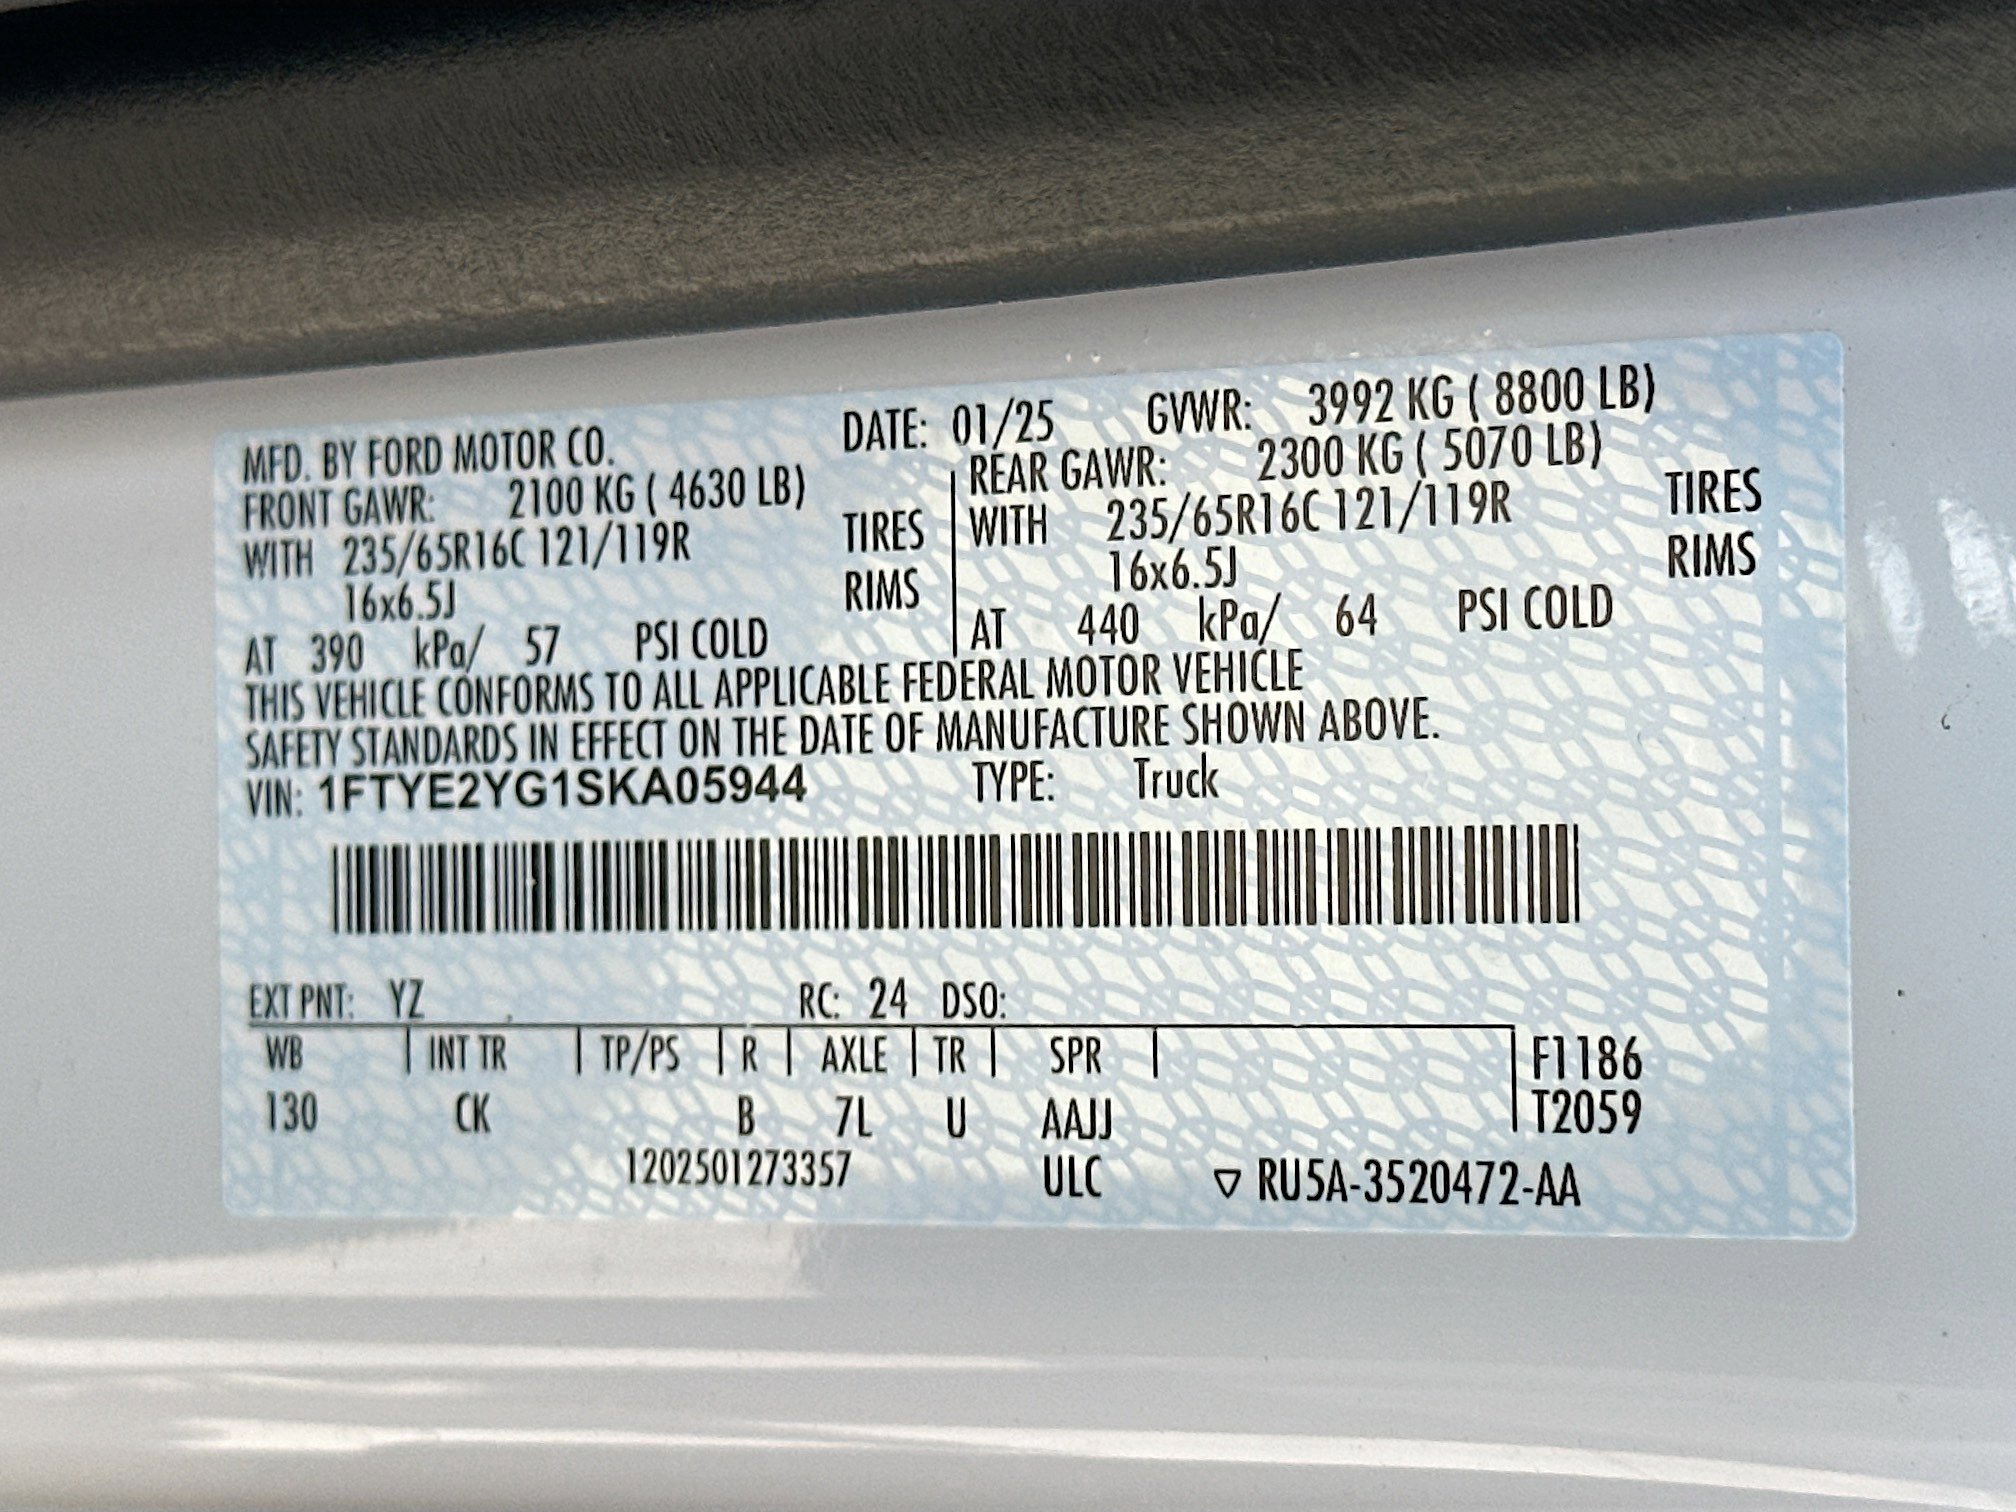 MFD. BY FORD MOTOR CO. DATE: 01/25 GVWR: 3992 KG ( 8800 LB)
FRONT GAWR: 2100 KG ( 4630 LB) REAR GAWR: 2300 KG ( 5070 LB)
WITH 235/65R16C 121/119R TIRES WITH 235/65R16C 121/119R TIRES
16x6.5J RIMS 16x6.5J RIMS
AT 390 kPa/ 57 PSI COLD AT 440 kPa/ 64 PSI COLD
THIS VEHICLE CONFORMS TO ALL APPLICABLE FEDERAL MOTOR VEHICLE
SAFETY STANDARDS IN EFFECT ON THE DATE OF MANUFACTURE SHOWN ABOVE.
VIN: 1FTYE2YG1SKA05944 TYPE: Truck
EXT PNT: YZ RC: 24 DSO:
WB INT TR TP/PS R AXLE TR SPR F1186
130 CK B 7L U AAJJ T2059
1202501273357 ULC ▽ RU5A-3520472-AA